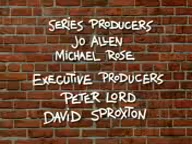 SERIES PRODUCERS
JO ALLEN
MICHAEL ROSE
EXECUTIVE PRODUCERS
PETER LORD
DAVID SPROXTON